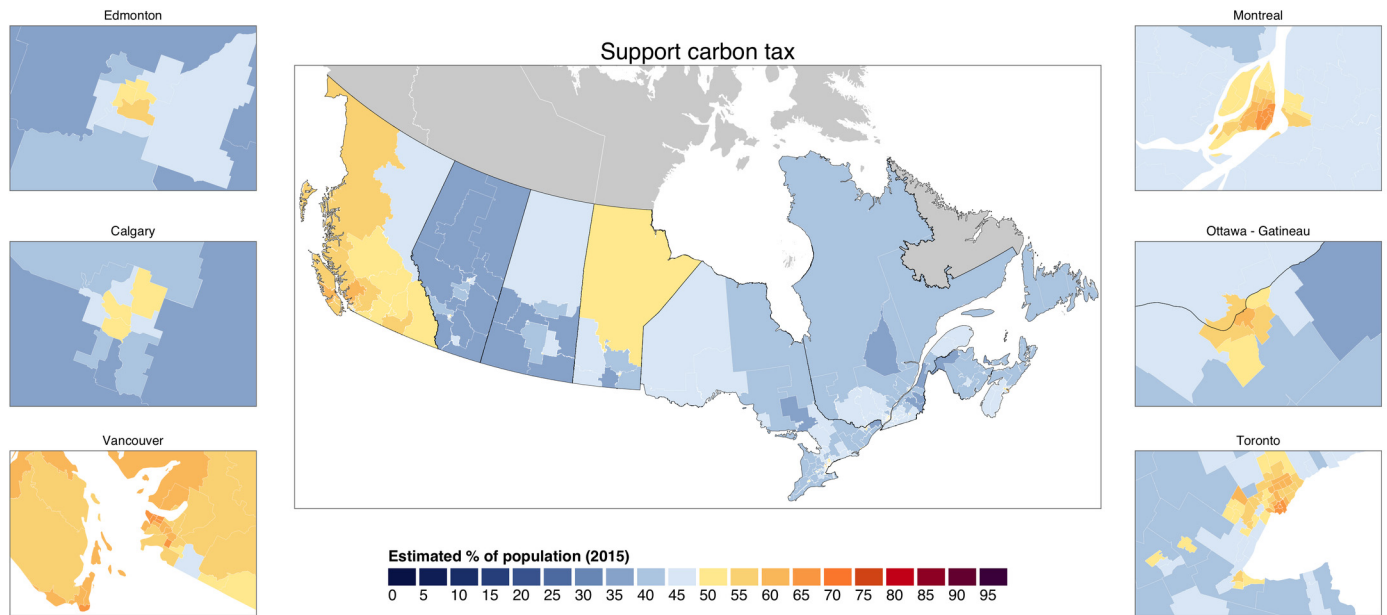 Edmonton
Montreal
Support carbon tax
Calgary
Ottawa - Gatineau
Vancouver
Toronto
Estimated % of population (2015)
0 5 10 15 20 25 30 35 40 45 50 55 60 65 70 75 80 85 90 95